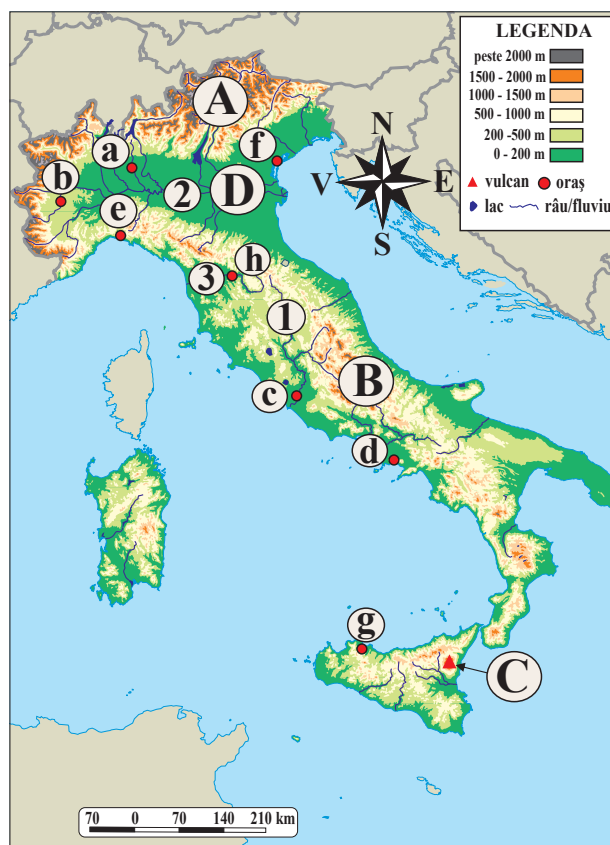 LEGENDA
peste 2000 m
1500 - 2000 m
1000 - 1500 m
500 - 1000 m
200 -500 m
0 - 200 m
vulcan
oraș
lac
râu/fluviu
N
V
E
S
A
a
f
b
2
D
e
h
3
1
B
c
d
g
C
70 0 70 140 210 km